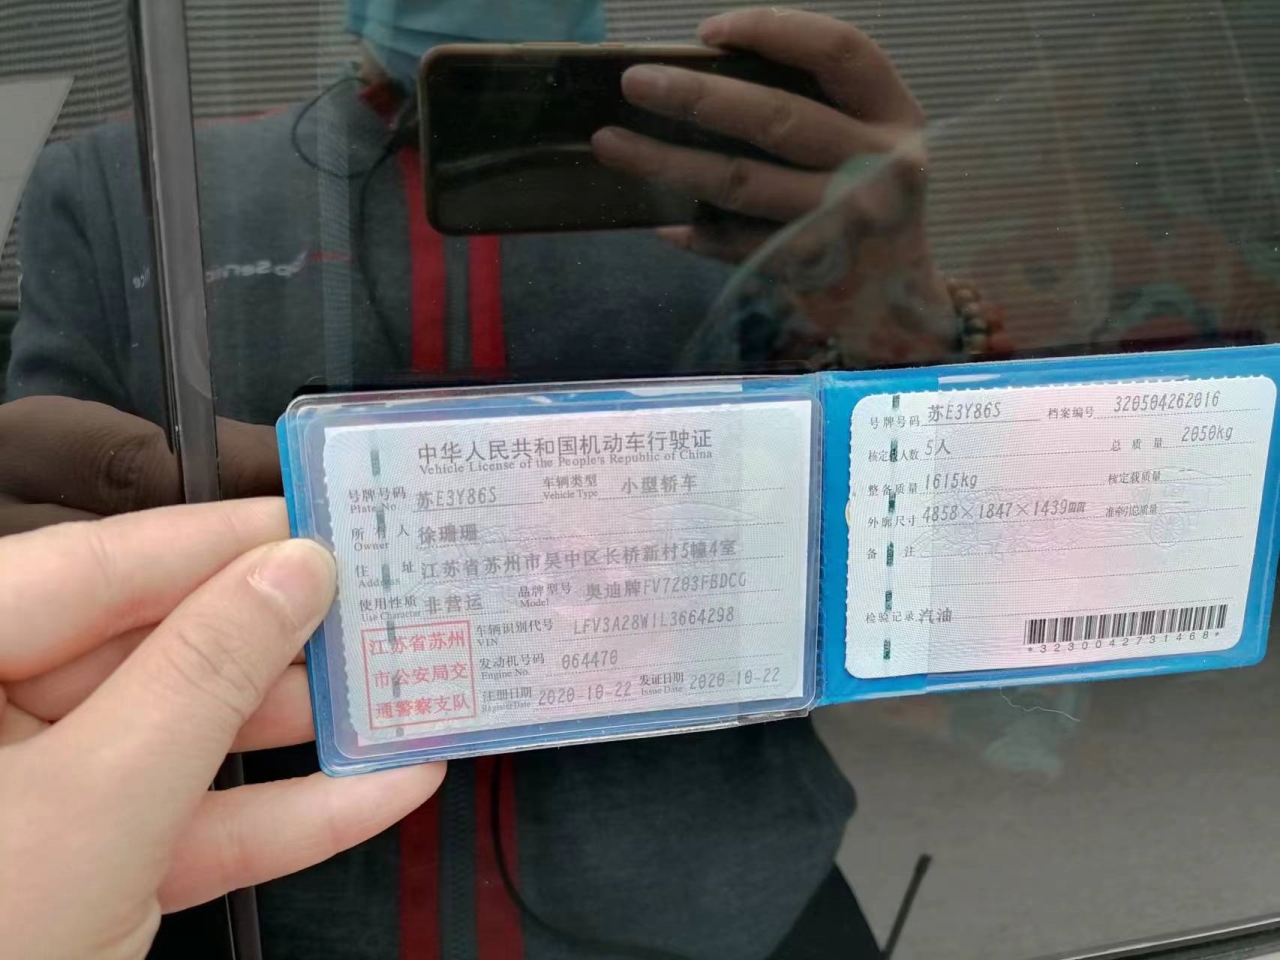 中华人民共和国机动车行驶证
Vehicle License of the People's Republic of China
号牌号码 苏E3Y86S 车辆类型 小型轿车
Plate No. Vehicle Type
所有人 徐珊珊
Owner
住址 江苏省苏州市吴中区长桥新村5幢4室
Address
使用性质 非营运 品牌型号 奥迪牌FV7203FBDCG
Use Character Model
江苏省苏州
市公安局交
通警察支队
车辆识别代号 LFV3A28W1L3664298
VIN
发动机号码 064470
Engine No.
注册日期 2020-10-22 发证日期 2020-10-22
Register Date Issue Date
号牌号码 苏E3Y86S 档案编号 320504262016
核定载人数 5人 总质量 2050kg
整备质量 1615kg 核定载质量
外廓尺寸 4858×1847×1439mm 准牵引总质量
备注
检验记录 汽油
*3230042731468*